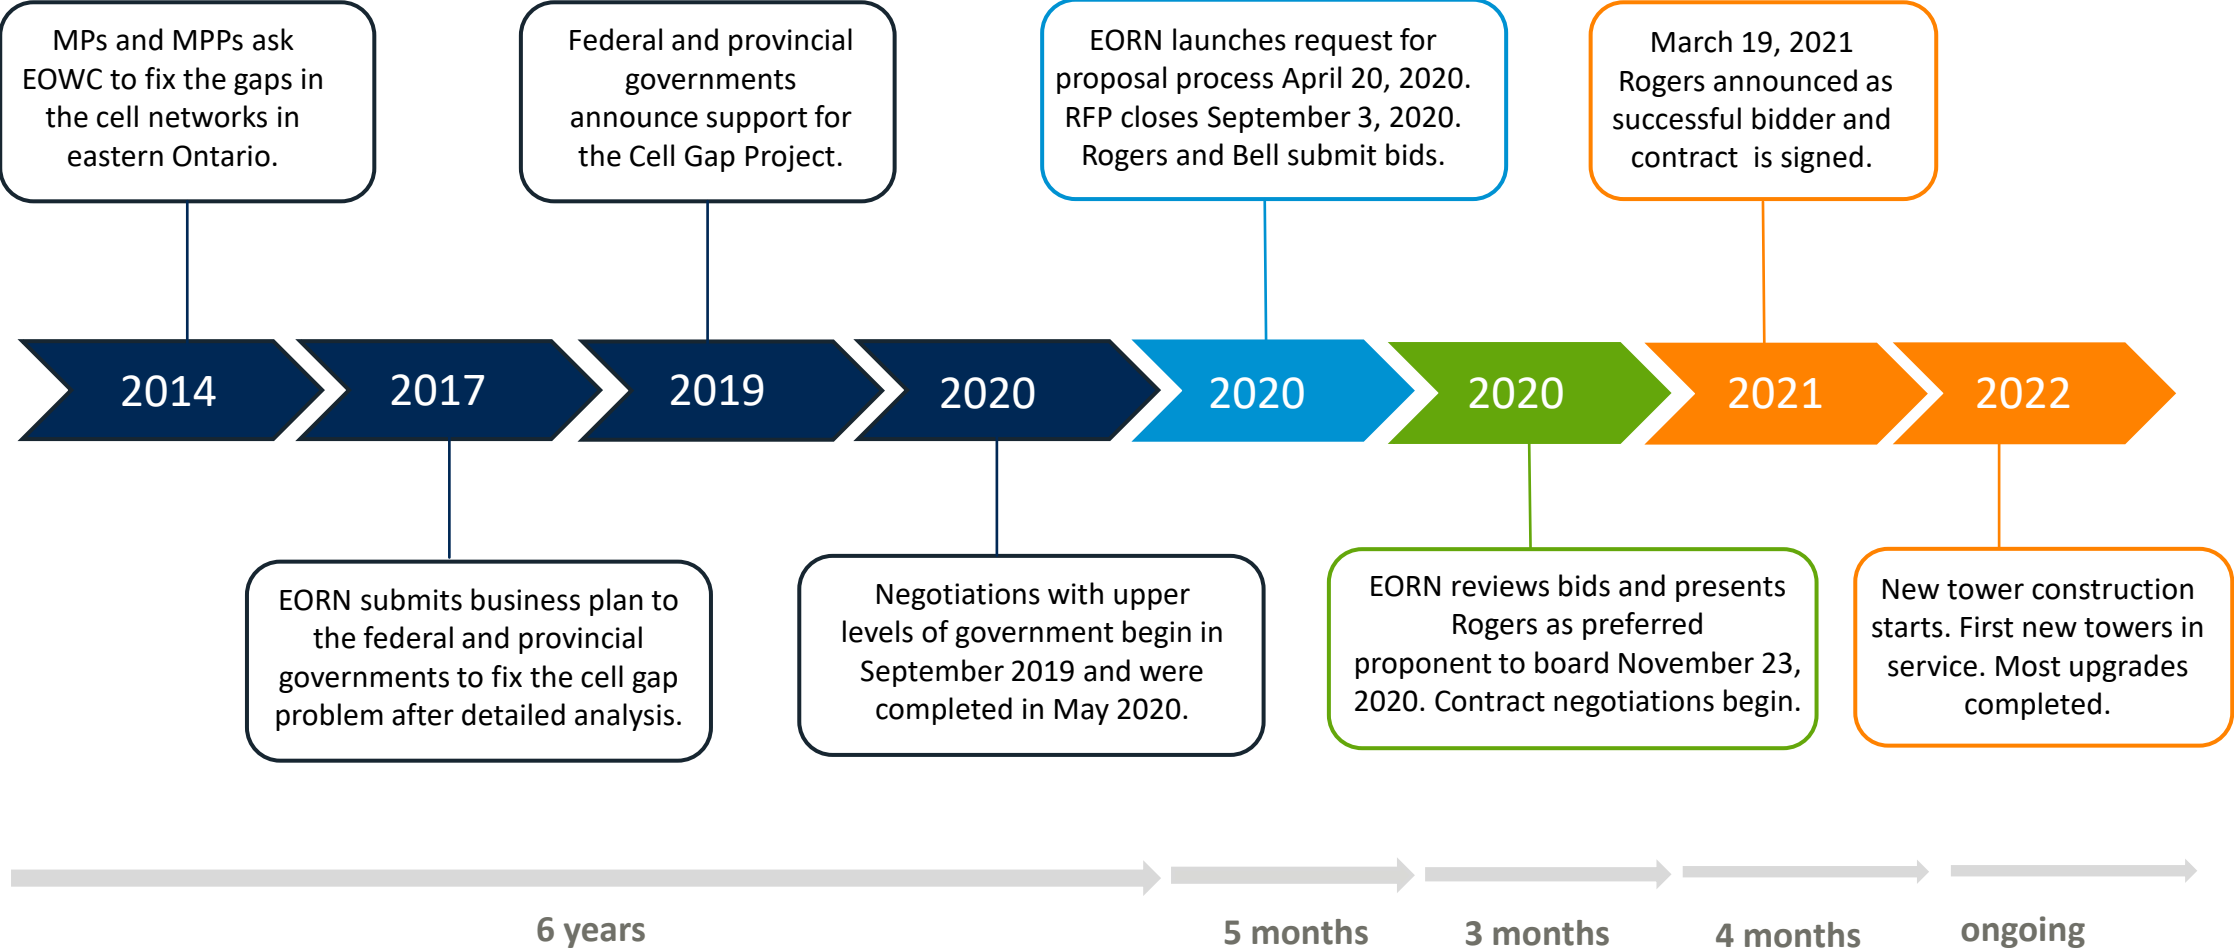 MPs and MPPs ask
EOWC to fix the gaps in
the cell networks in
eastern Ontario.
Federal and provincial
governments
announce support for
the Cell Gap Project.
EORN launches request for
proposal process April 20, 2020.
RFP closes September 3, 2020.
Rogers and Bell submit bids.
March 19, 2021
Rogers announced as
successful bidder and
contract  is signed.
2014
2017
2019
2020
2020
2020
2021
2022
EORN submits business plan to
the federal and provincial
governments to fix the cell gap
problem after detailed analysis.
Negotiations with upper
levels of government begin in
September 2019 and were
completed in May 2020.
EORN reviews bids and presents
Rogers as preferred
proponent to board November 23,
2020. Contract negotiations begin.
New tower construction
starts. First new towers in
service. Most upgrades
completed.
6 years
5 months
3 months
4 months
ongoing